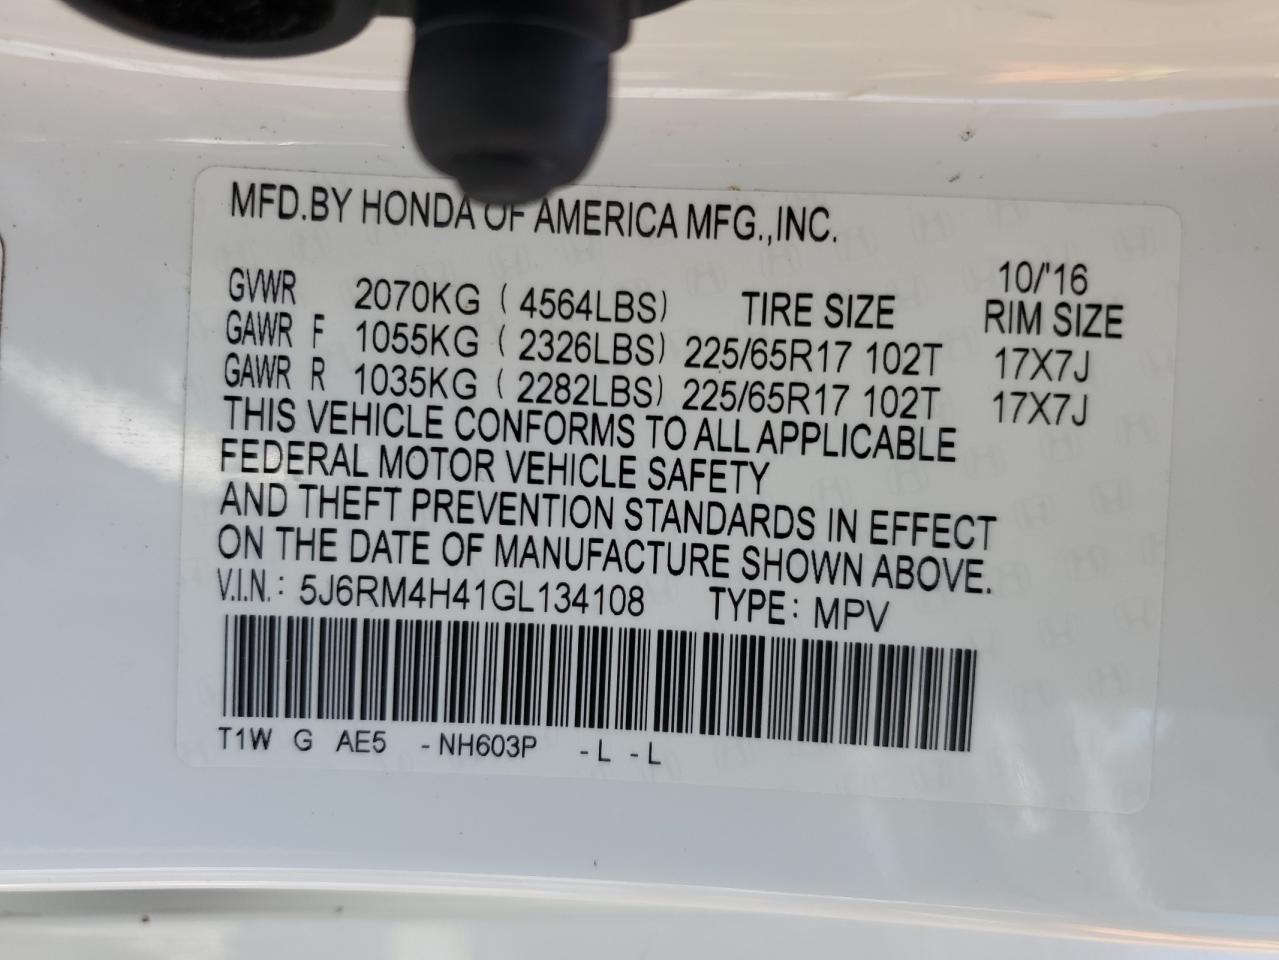 MFD.BY HONDA OF AMERICA MFG.,INC.
10/'16
GVWR 2070KG ( 4564LBS) TIRE SIZE RIM SIZE
GAWR F 1055KG ( 2326LBS) 225/65R17 102T 17X7J
GAWR R 1035KG ( 2282LBS) 225/65R17 102T 17X7J
THIS VEHICLE CONFORMS TO ALL APPLICABLE
FEDERAL MOTOR VEHICLE SAFETY
AND THEFT PREVENTION STANDARDS IN EFFECT
ON THE DATE OF MANUFACTURE SHOWN ABOVE.
V.I.N.: 5J6RM4H41GL134108 TYPE: MPV
T1W G AE5 -NH603P -L -L